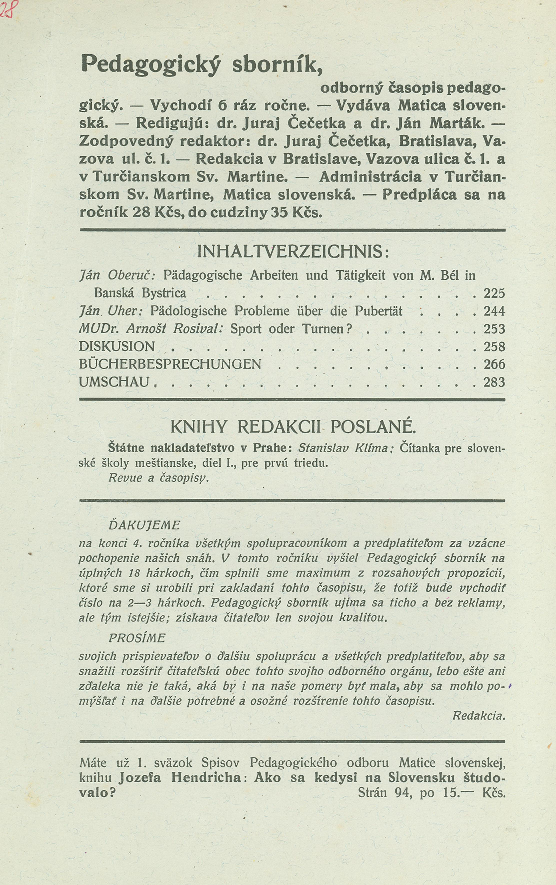 28
Pedagogický sborník,
odborný časopis pedago-
gický. — Vychodí 6 ráz ročne. — Vydáva Matica sloven-
ská. — Redigujú: dr. Juraj Čečetka a dr. Ján Marták. —
Zodpovedný redaktor: dr. Juraj Čečetka, Bratislava, Va-
zova ul. č. 1. — Redakcia v Bratislave, Vazova ulica č. 1. a
v Turčianskom Sv. Martine. — Administrácia v Turčian-
skom Sv. Martine, Matica slovenská. — Predpláca sa na
ročník 28 Kčs, do cudziny 35 Kčs.
INHALTVERZEICHNIS:
Ján Oberuč: Pädagogische Arbeiten und Tätigkeit von M. Bél in
Banská Bystrica . . . . . . . . . . . . . . . 225
Ján Uher: Pädologische Probleme über die Pubertät . . . . 244
MUDr. Arnošt Rosival: Sport oder Turnen? . . . . . . . 253
DISKUSION . . . . . . . . . . . . . . . . . 258
BÜCHERBESPRECHUNGEN . . . . . . . . . . . 266
UMSCHAU . . . . . . . . . . . . . . . . . . 283
KNIHY REDAKCII POSLANÉ.
Štátne nakladateľstvo v Prahe: Stanislav Klíma: Čítanka pre sloven-
ské školy meštianske, diel I., pre prvú triedu.
Revue a časopisy.
ĎAKUJEME
na konci 4. ročníka všetkým spolupracovníkom a predplatiteľom za vzácne
pochopenie našich snáh. V tomto ročníku vyšiel Pedagogický sborník na
úplných 18 hárkoch, čím splnili sme maximum z rozsahových propozícií,
ktoré sme si urobili pri zakladaní tohto časopisu, že totiž bude vychodiť
číslo na 2—3 hárkoch. Pedagogický sborník ujíma sa ticho a bez reklamy,
ale tým istejšie; získava čitateľov len svojou kvalitou.
PROSÍME
svojich prispievateľov o ďalšiu spoluprácu a všetkých predplatiteľov, aby sa
snažili rozšíriť čitateľskú obec tohto svojho odborného orgánu, lebo ešte ani
zďaleka nie je taká, aká by i na naše pomery byť mala, aby sa mohlo po-
mýšľať i na ďalšie potrebné a osožné rozšírenie tohto časopisu.
Redakcia.
Máte už 1. sväzok Spisov Pedagogického odboru Matice slovenskej,
knihu Jozefa Hendricha: Ako sa kedysi na Slovensku študo-
valo? Strán 94, po 15.— Kčs.